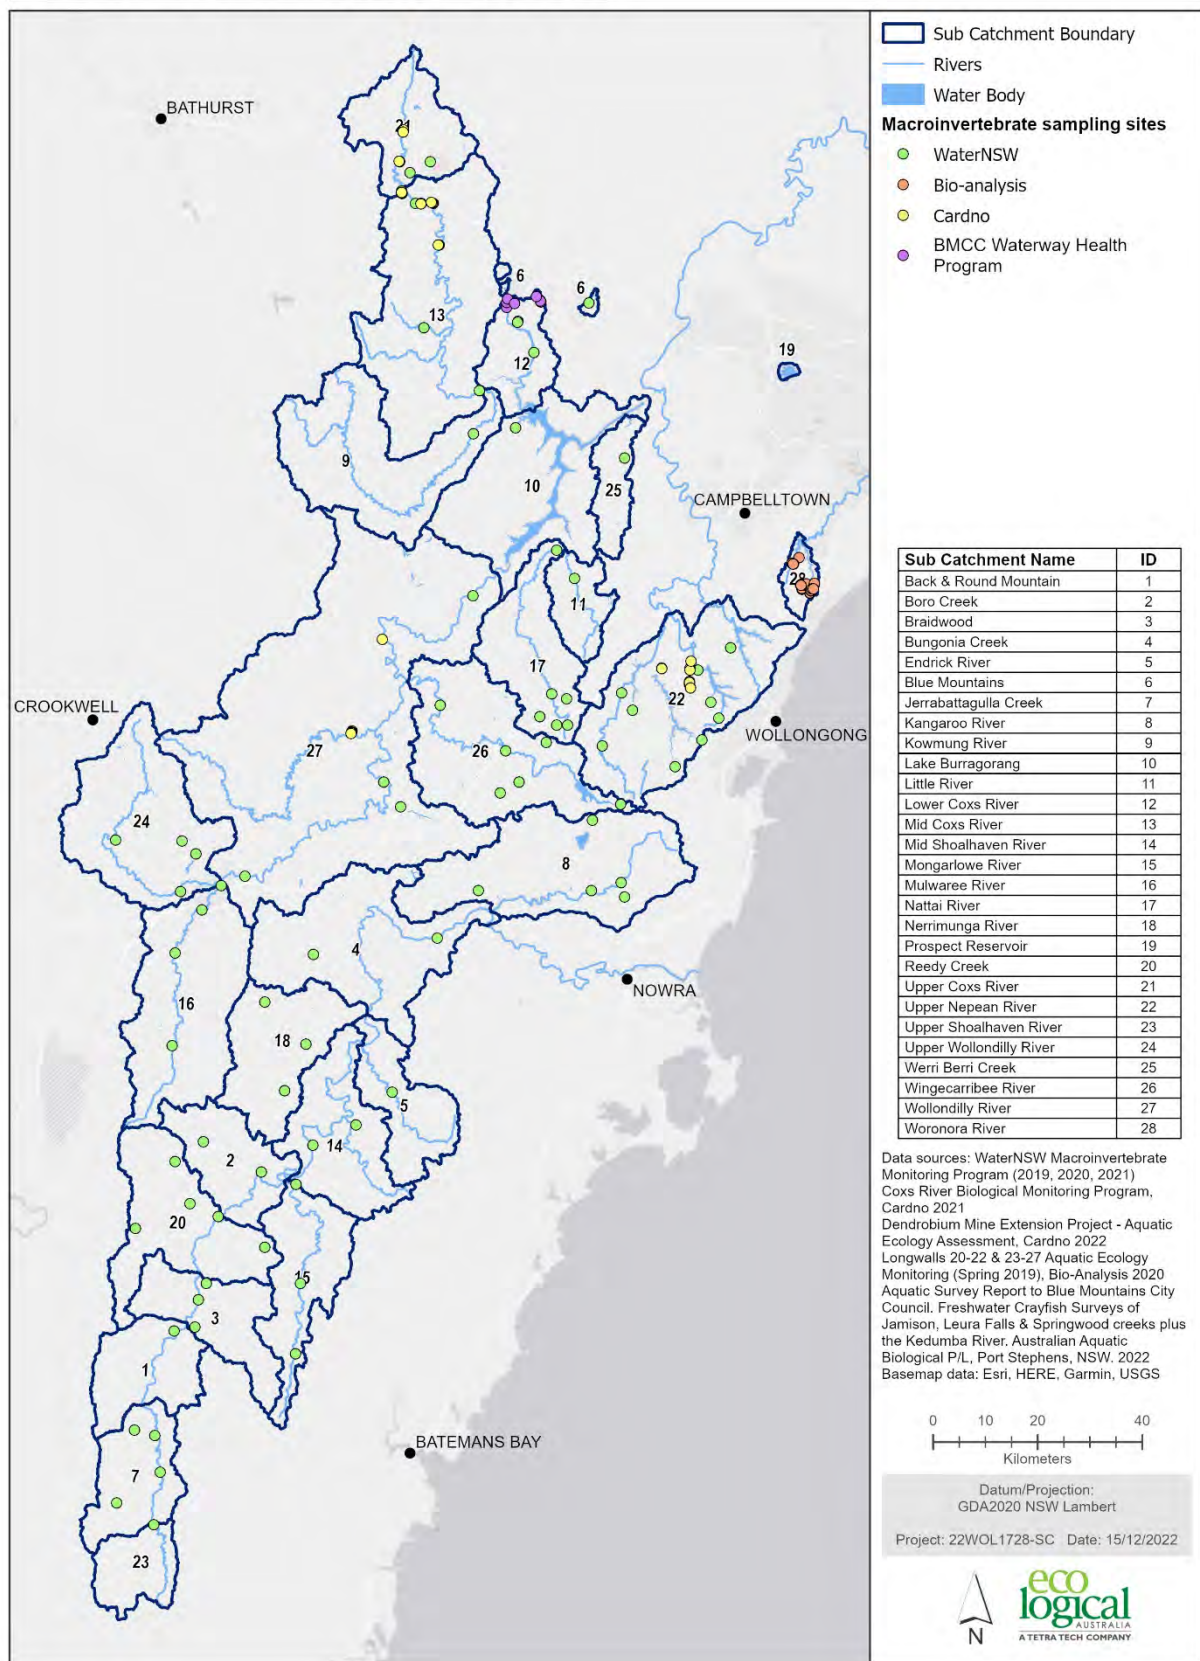 BATHURST
21
6
6
13
19
12
9
10
25
CAMPBELLTOWN
28
11
17
22
CROOKWELL
WOLLONGONG
27
26
24
8
4
NOWRA
16
18
5
14
2
20
15
3
1
BATEMANS BAY
7
23
Sub Catchment Boundary
Rivers
Water Body
Macroinvertebrate sampling sites
WaterNSW
Bio-analysis
Cardno
BMCC Waterway Health
Program
Sub Catchment Name ID
Back & Round Mountain 1
Boro Creek 2
Braidwood 3
Bungonia Creek 4
Endrick River 5
Blue Mountains 6
Jerrabattagulla Creek 7
Kangaroo River 8
Kowmung River 9
Lake Burragorang 10
Little River 11
Lower Coxs River 12
Mid Coxs River 13
Mid Shoalhaven River 14
Mongarlowe River 15
Mulwaree River 16
Nattai River 17
Nerrimunga River 18
Prospect Reservoir 19
Reedy Creek 20
Upper Coxs River 21
Upper Nepean River 22
Upper Shoalhaven River 23
Upper Wollondilly River 24
Werri Berri Creek 25
Wingecarribee River 26
Wollondilly River 27
Woronora River 28
Data sources: WaterNSW Macroinvertebrate
Monitoring Program (2019, 2020, 2021)
Coxs River Biological Monitoring Program,
Cardno 2021
Dendrobium Mine Extension Project - Aquatic
Ecology Assessment, Cardno 2022
Longwalls 20-22 & 23-27 Aquatic Ecology
Monitoring (Spring 2019), Bio-Analysis 2020
Aquatic Survey Report to Blue Mountains City
Council. Freshwater Crayfish Surveys of
Jamison, Leura Falls & Springwood creeks plus
the Kedumba River. Australian Aquatic
Biological P/L, Port Stephens, NSW. 2022
Basemap data: Esri, HERE, Garmin, USGS
0 10 20 40
Kilometers
Datum/Projection:
GDA2020 NSW Lambert
Project: 22WOL1728-SC Date: 15/12/2022
N
eco
logical
AUSTRALIA
A TETRA TECH COMPANY